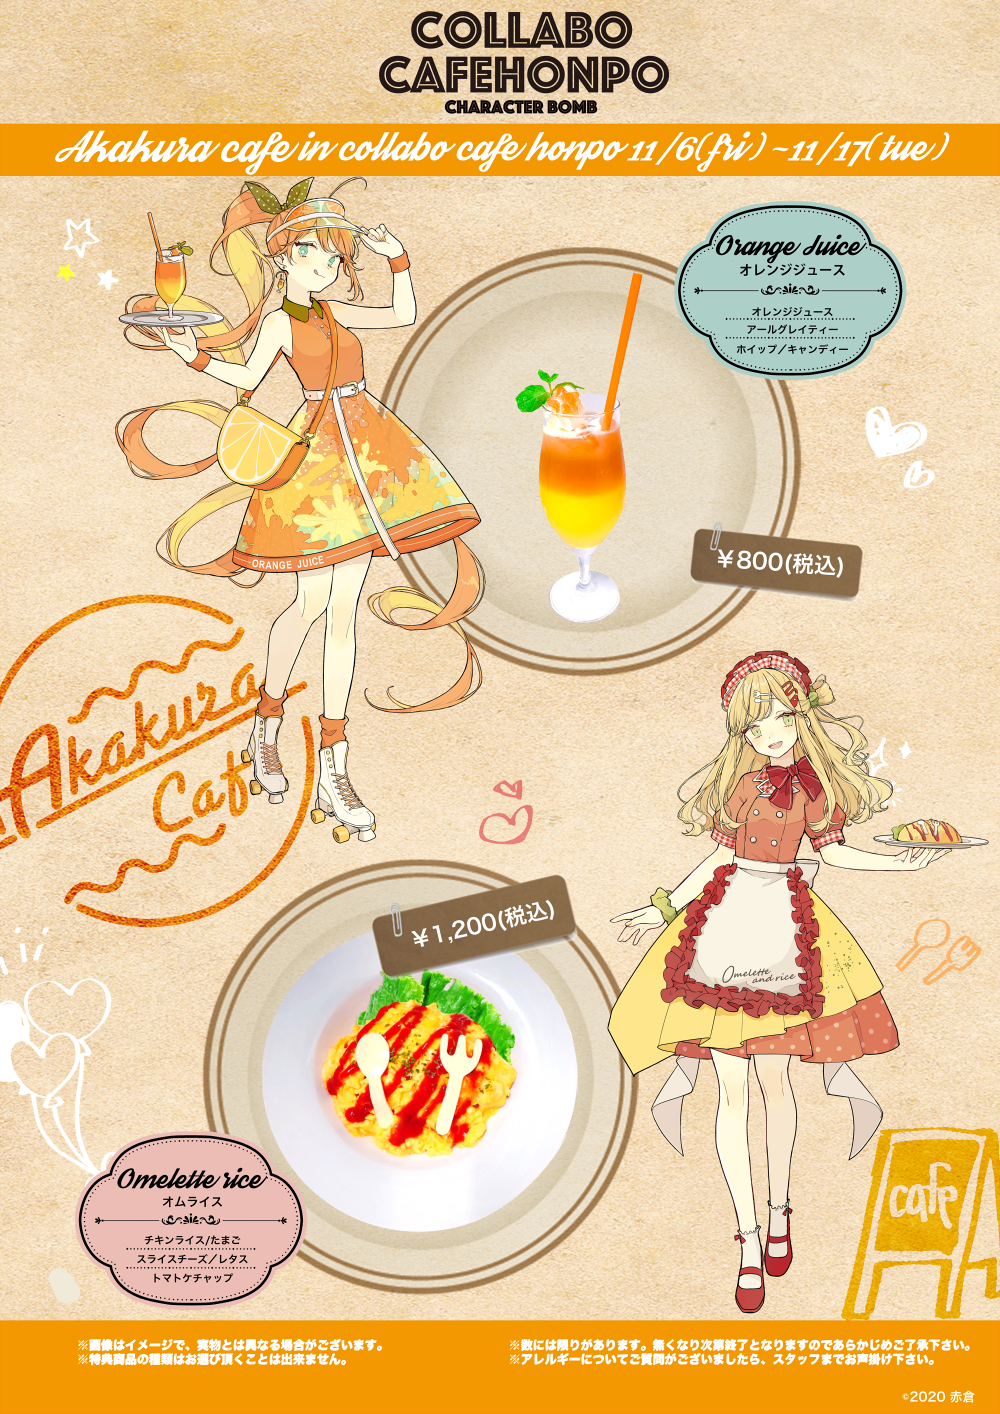 COLLABO
CAFEHONPO
CHARACTER BOMB
Akakura cafe in collabo cafe honpo 11/6(fri) ~11/17(tue)
Orange Juice
オレンジジュース
オレンジジュース
アールグレイティー
ホイップ／キャンディー
¥800(税込)
ORANGE JUICE
Akakura
Cafe
¥1,200(税込)
Omelette
and rice
Omelette rice
オムライス
チキンライス/たまご
スライスチーズ／レタス
トマトケチャップ
cafe
※画像はイメージで、実物とは異なる場合がございます。
※特典商品の種類はお選び頂くことは出来ません。
※数には限りがあります。無くなり次第終了となりますのであらかじめご了承下さい。
※アレルギーについてご質問がございましたら、スタッフまでお声掛け下さい。
©2020 赤倉